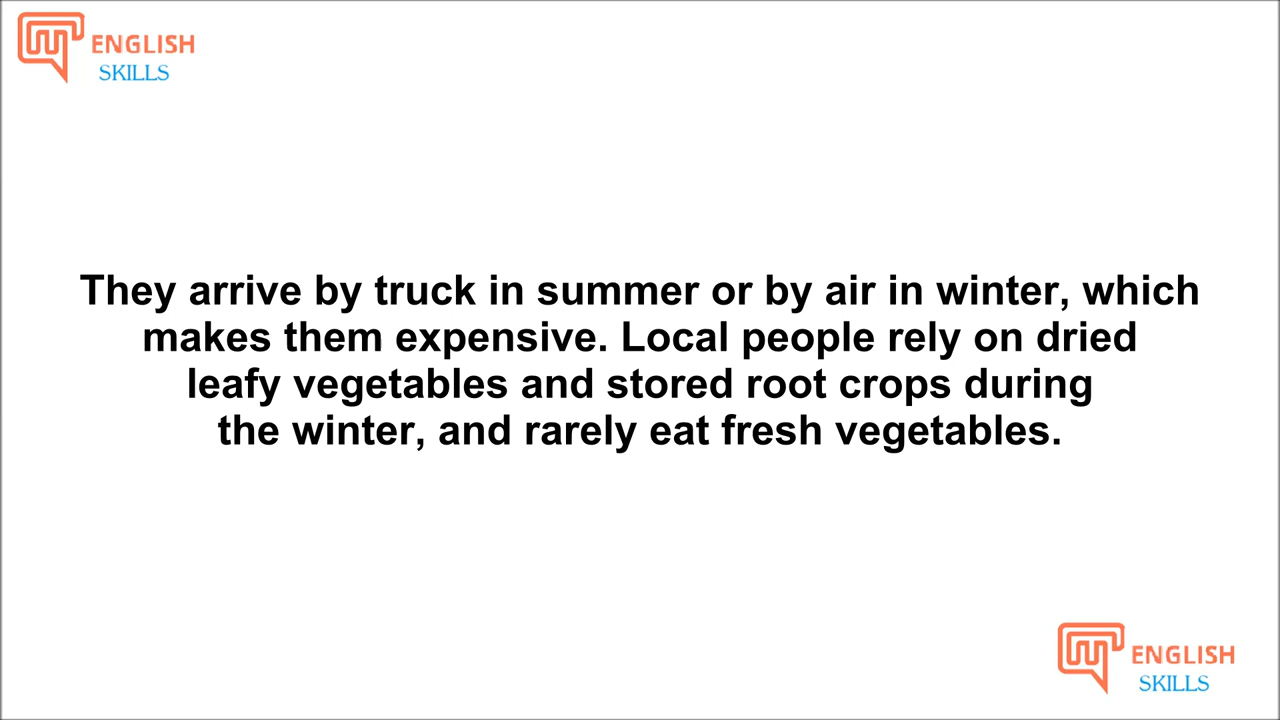 ENGLISH
SKILLS
They arrive by truck in summer or by air in winter, which
makes them expensive. Local people rely on dried
leafy vegetables and stored root crops during
the winter, and rarely eat fresh vegetables.
ENGLISH
SKILLS